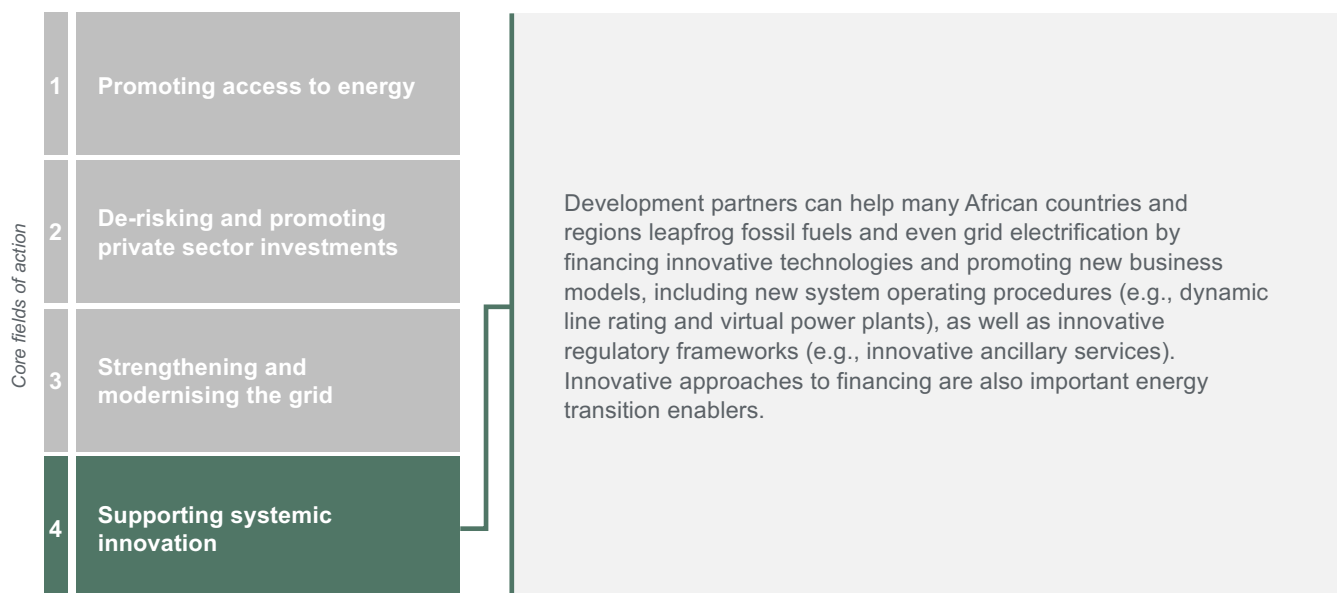 Core fields of action
1
Promoting access to energy
2
De-risking and promoting
private sector investments
3
Strengthening and
modernising the grid
4
Supporting systemic
innovation
Development partners can help many African countries and
regions leapfrog fossil fuels and even grid electrification by
financing innovative technologies and promoting new business
models, including new system operating procedures (e.g., dynamic
line rating and virtual power plants), as well as innovative
regulatory frameworks (e.g., innovative ancillary services).
Innovative approaches to financing are also important energy
transition enablers.